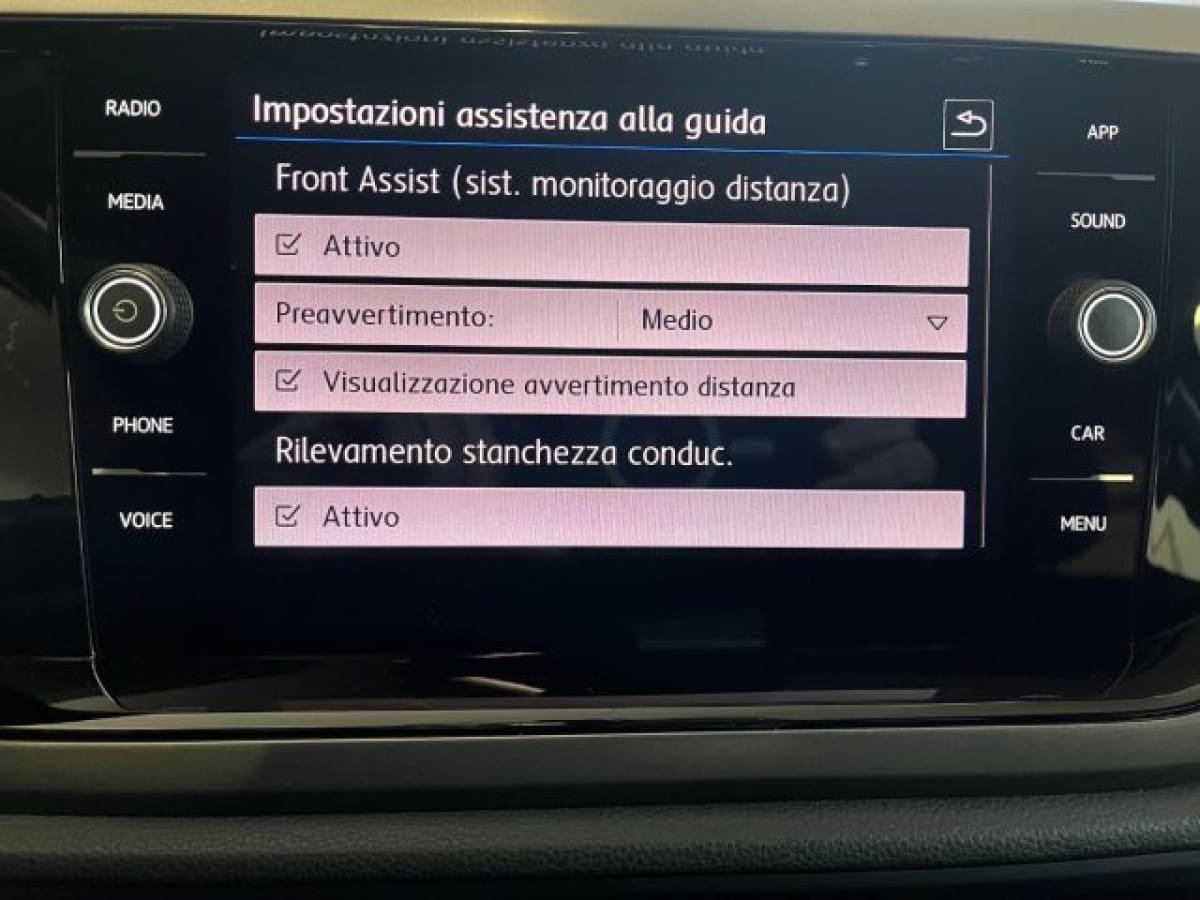 Impostazioni assistenza alla guida
RADIO
MEDIA
PHONE
VOICE
Front Assist (sist. monitoraggio distanza)
Attivo
Preavvertimento: Medio
Visualizzazione avvertimento distanza
Rilevamento stanchezza conduc.
Attivo
APP
SOUND
CAR
MENU